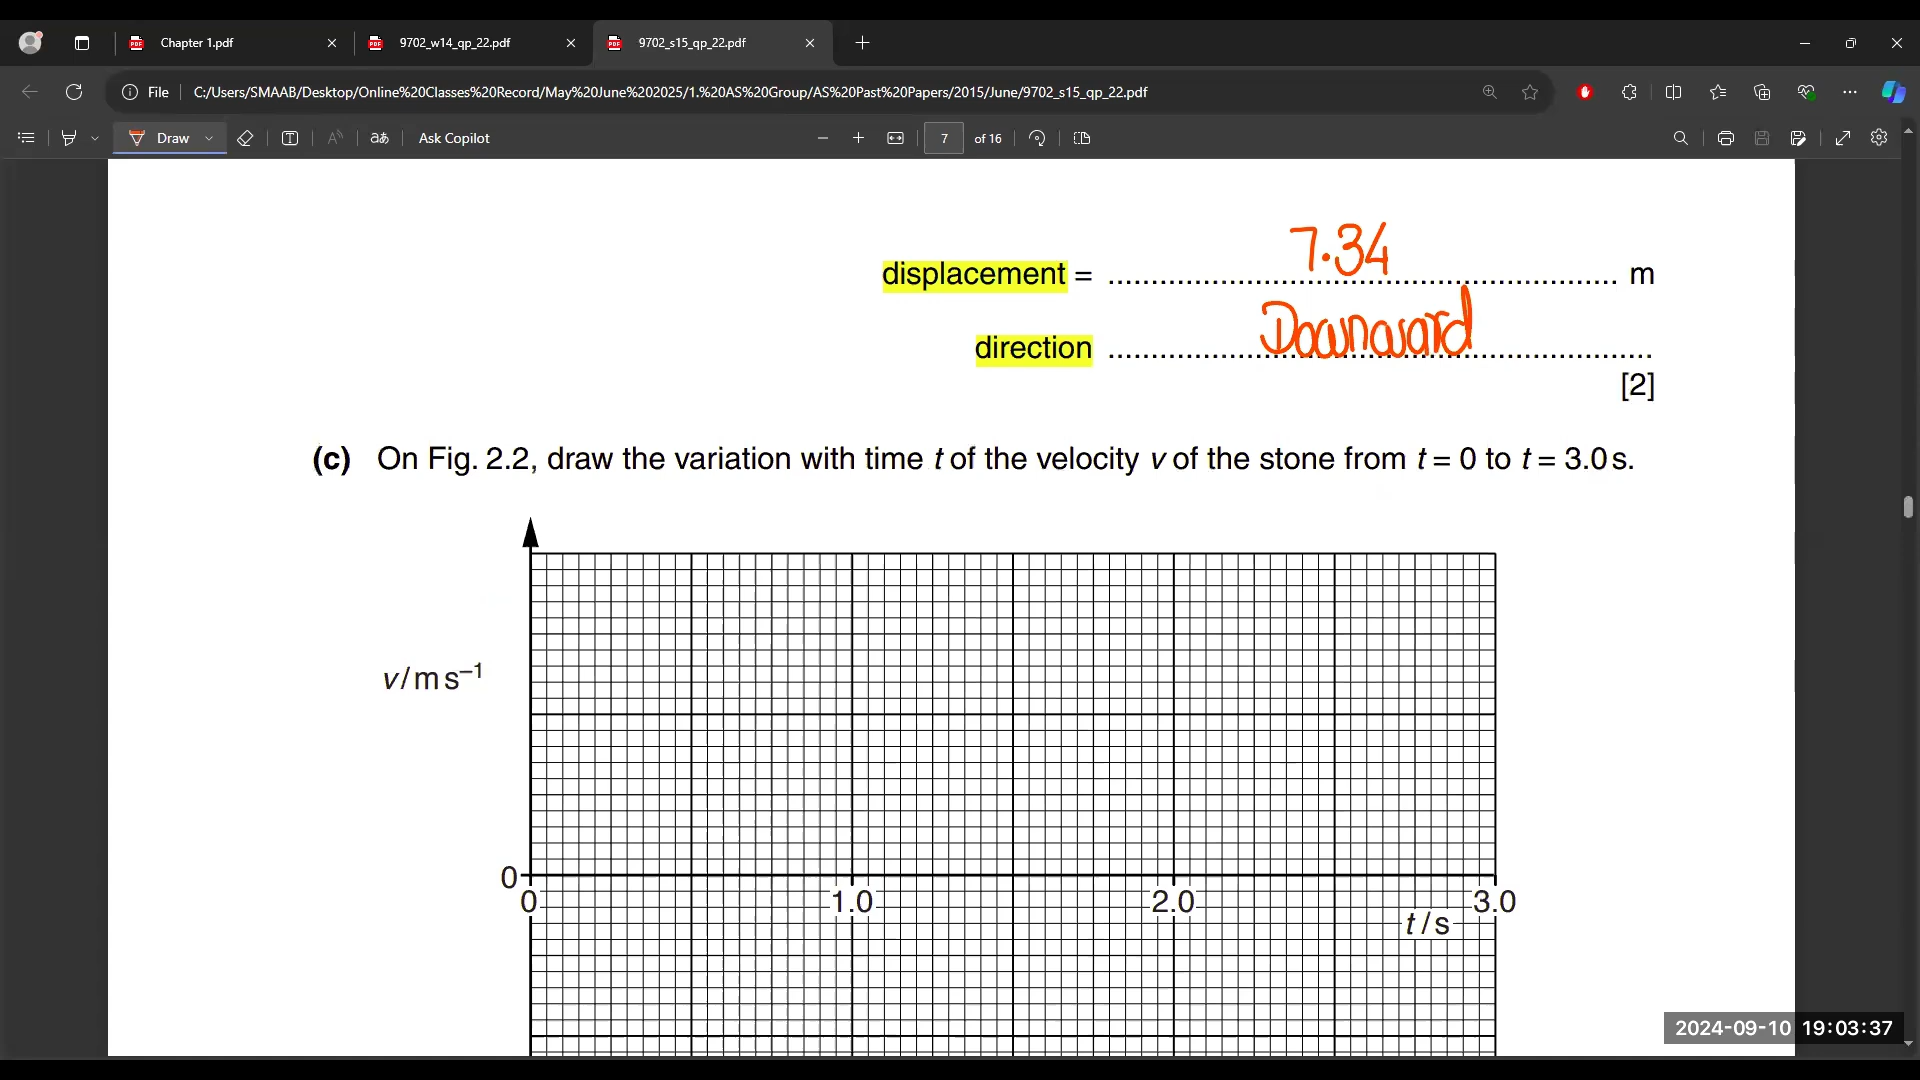 Chapter 1.pdf
9702_w14_qp_22.pdf
9702_s15_qp_22.pdf
File
C:/Users/SMAAB/Desktop/Online%20Classes%20Record/May%20June%202025/1.%20AS%20Group/AS%20Past%20Papers/2015/June/9702_s15_qp_22.pdf
Draw
aあ
Ask Copilot
7 of 16
displacement = 7.34 m
direction Downward
[2]
(c) On Fig. 2.2, draw the variation with time t of the velocity v of the stone from t = 0 to t = 3.0 s.
v/m s⁻¹
0
0 1.0 2.0 3.0
t/s
2024-09-10 19:03:37